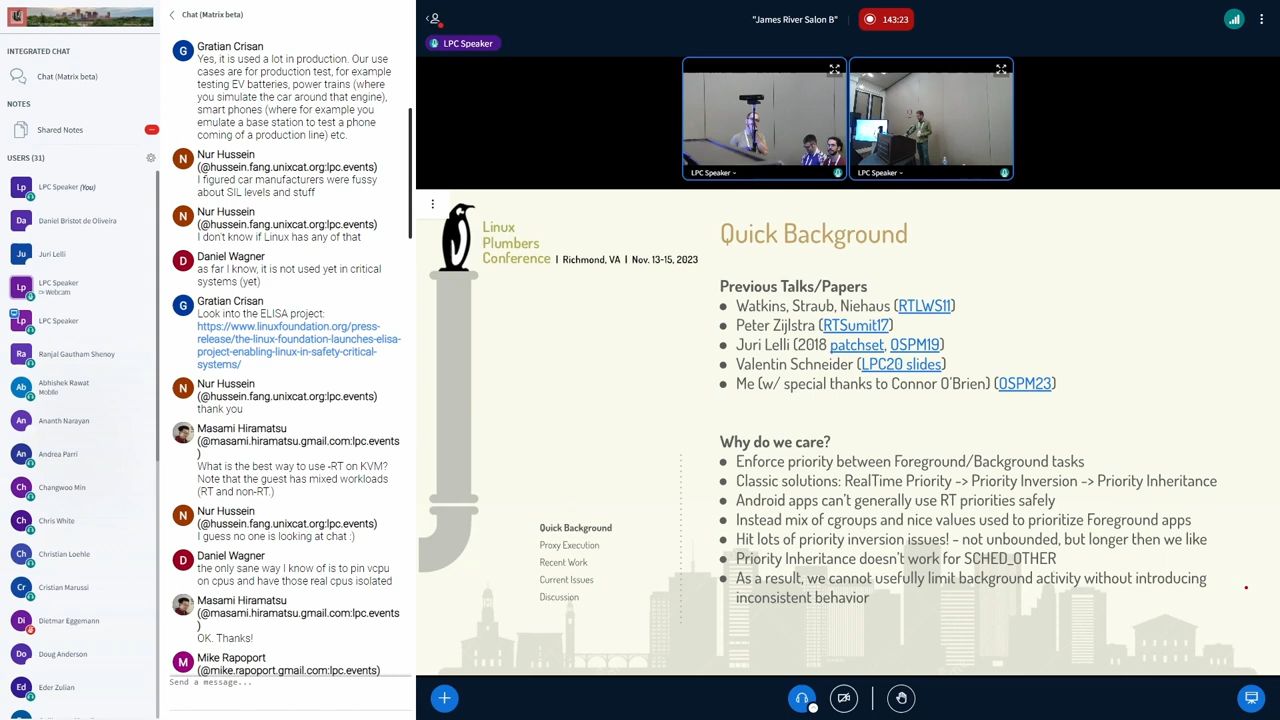 INTEGRATED CHAT
Chat (Matrix beta)
NOTES
Shared Notes
USERS (31)
Lp
LPC Speaker (You)
Da
Daniel Bristot de Oliveira
Ju
Juri Lelli
Lp
LPC Speaker
Webcam
Lp
LPC Speaker
Ra
Ranjal Gautham Shenoy
Ab
Abhishek Rawat
Mobile
An
Ananth Narayan
An
Andrea Parri
Ch
Changwoo Min
Ch
Chris White
Ch
Christian Loehle
Cr
Cristian Marussi
Di
Dietmar Eggemann
Do
Doug Anderson
Ed
Eder Zulian
Chat (Matrix beta)
G
Gratian Crisan
Yes, it is used a lot in production. Our use
cases are for production test, for example
testing EV batteries, power trains (where
you simulate the car around that engine),
smart phones (where for example you
emulate a base station to test a phone
coming of a production line) etc.
N
Nur Hussein
(@hussein.fang.unixcat.org:lpc.events)
I figured car manufacturers were fussy
about SIL levels and stuff
N
Nur Hussein
(@hussein.fang.unixcat.org:lpc.events)
I don't know if Linux has any of that
D
Daniel Wagner
as far I know, it is not used yet in critical
systems (yet)
G
Gratian Crisan
Look into the ELISA project:
https://www.linuxfoundation.org/press-
release/the-linux-foundation-launches-elisa-
project-enabling-linux-in-safety-critical-
systems/
N
Nur Hussein
(@hussein.fang.unixcat.org:lpc.events)
thank you
Masami Hiramatsu
(@masami.hiramatsu.gmail.com:lpc.events
)
What is the best way to use -RT on KVM?
Note that the guest has mixed workloads
(RT and non-RT.)
N
Nur Hussein
(@hussein.fang.unixcat.org:lpc.events)
I guess no one is looking at chat :)
D
Daniel Wagner
the only sane way I know of is to pin vcpu
on cpus and have those real cpus isolated
Masami Hiramatsu
(@masami.hiramatsu.gmail.com:lpc.events
)
OK. Thanks!
M
Mike Rapoport
(@mike.rapoport.gmail.com:lpc.events)
Send a message...
"James River Salon B"
143:23
LPC Speaker
LPC Speaker
LPC Speaker
Linux
Plumbers
Conference | Richmond, VA | Nov. 13-15, 2023
Quick Background
Previous Talks/Papers
● Watkins, Straub, Niehaus (RTLWS11)
● Peter Zijlstra (RTSumit17)
● Juri Lelli (2018 patchset, OSPM19)
● Valentin Schneider (LPC20 slides)
● Me (w/ special thanks to Connor O'Brien) (OSPM23)
Why do we care?
● Enforce priority between Foreground/Background tasks
● Classic solutions: RealTime Priority -> Priority Inversion -> Priority Inheritance
● Android apps can't generally use RT priorities safely
● Instead mix of cgroups and nice values used to prioritize Foreground apps
● Hit lots of priority inversion issues! - not unbounded, but longer then we like
● Priority Inheritance doesn't work for SCHED_OTHER
● As a result, we cannot usefully limit background activity without introducing
inconsistent behavior
Quick Background
Proxy Execution
Recent Work
Current Issues
Discussion